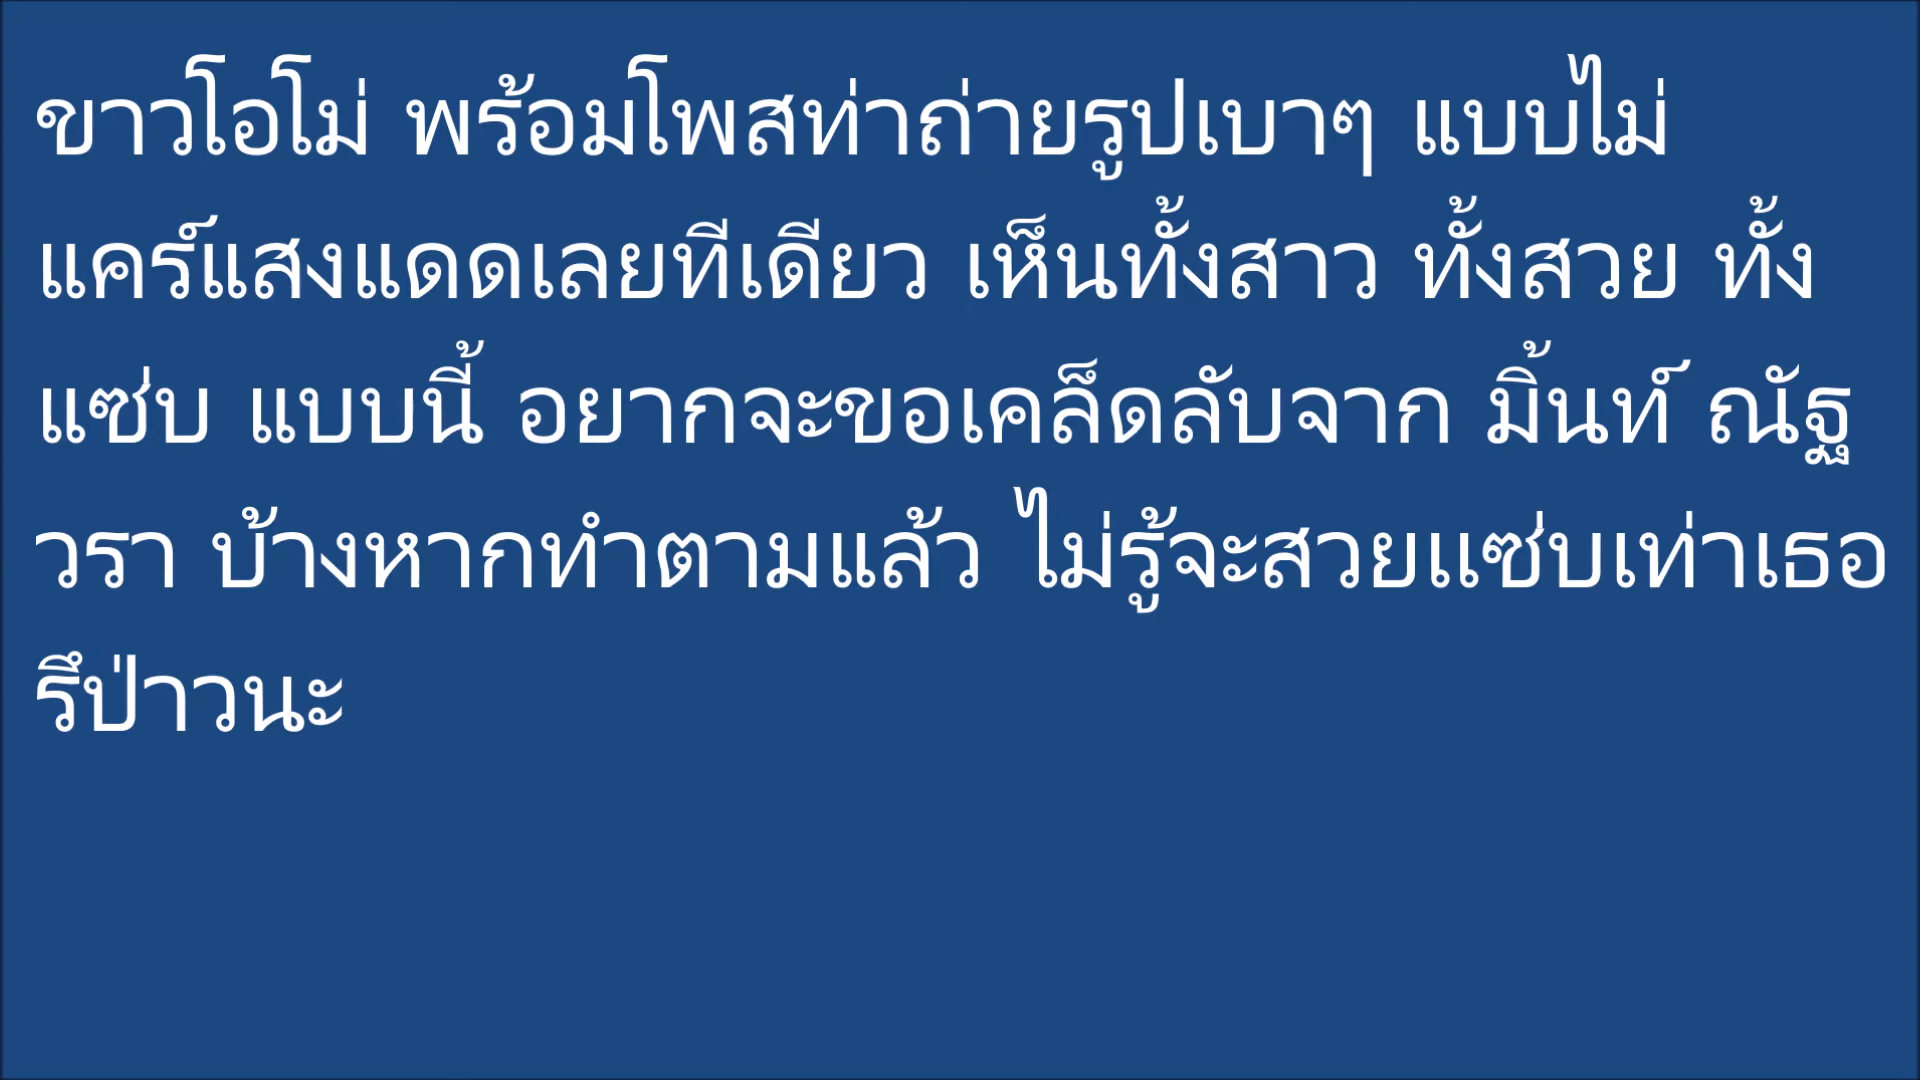 ขาวโอโม่ พร้อมโพสท่าถ่ายรูปเบาๆ แบบไม่
แคร์แสงแดดเลยทีเดียว เห็นทั้งสาว ทั้งสวย ทั้ง
แซ่บ แบบนี้ อยากจะขอเคล็ดลับจาก มิ้นท์ ณัฐ
วรา บ้างหากทำตามแล้ว ไม่รู้จะสวยแซ่บเท่าเธอ
รึป่าวนะ